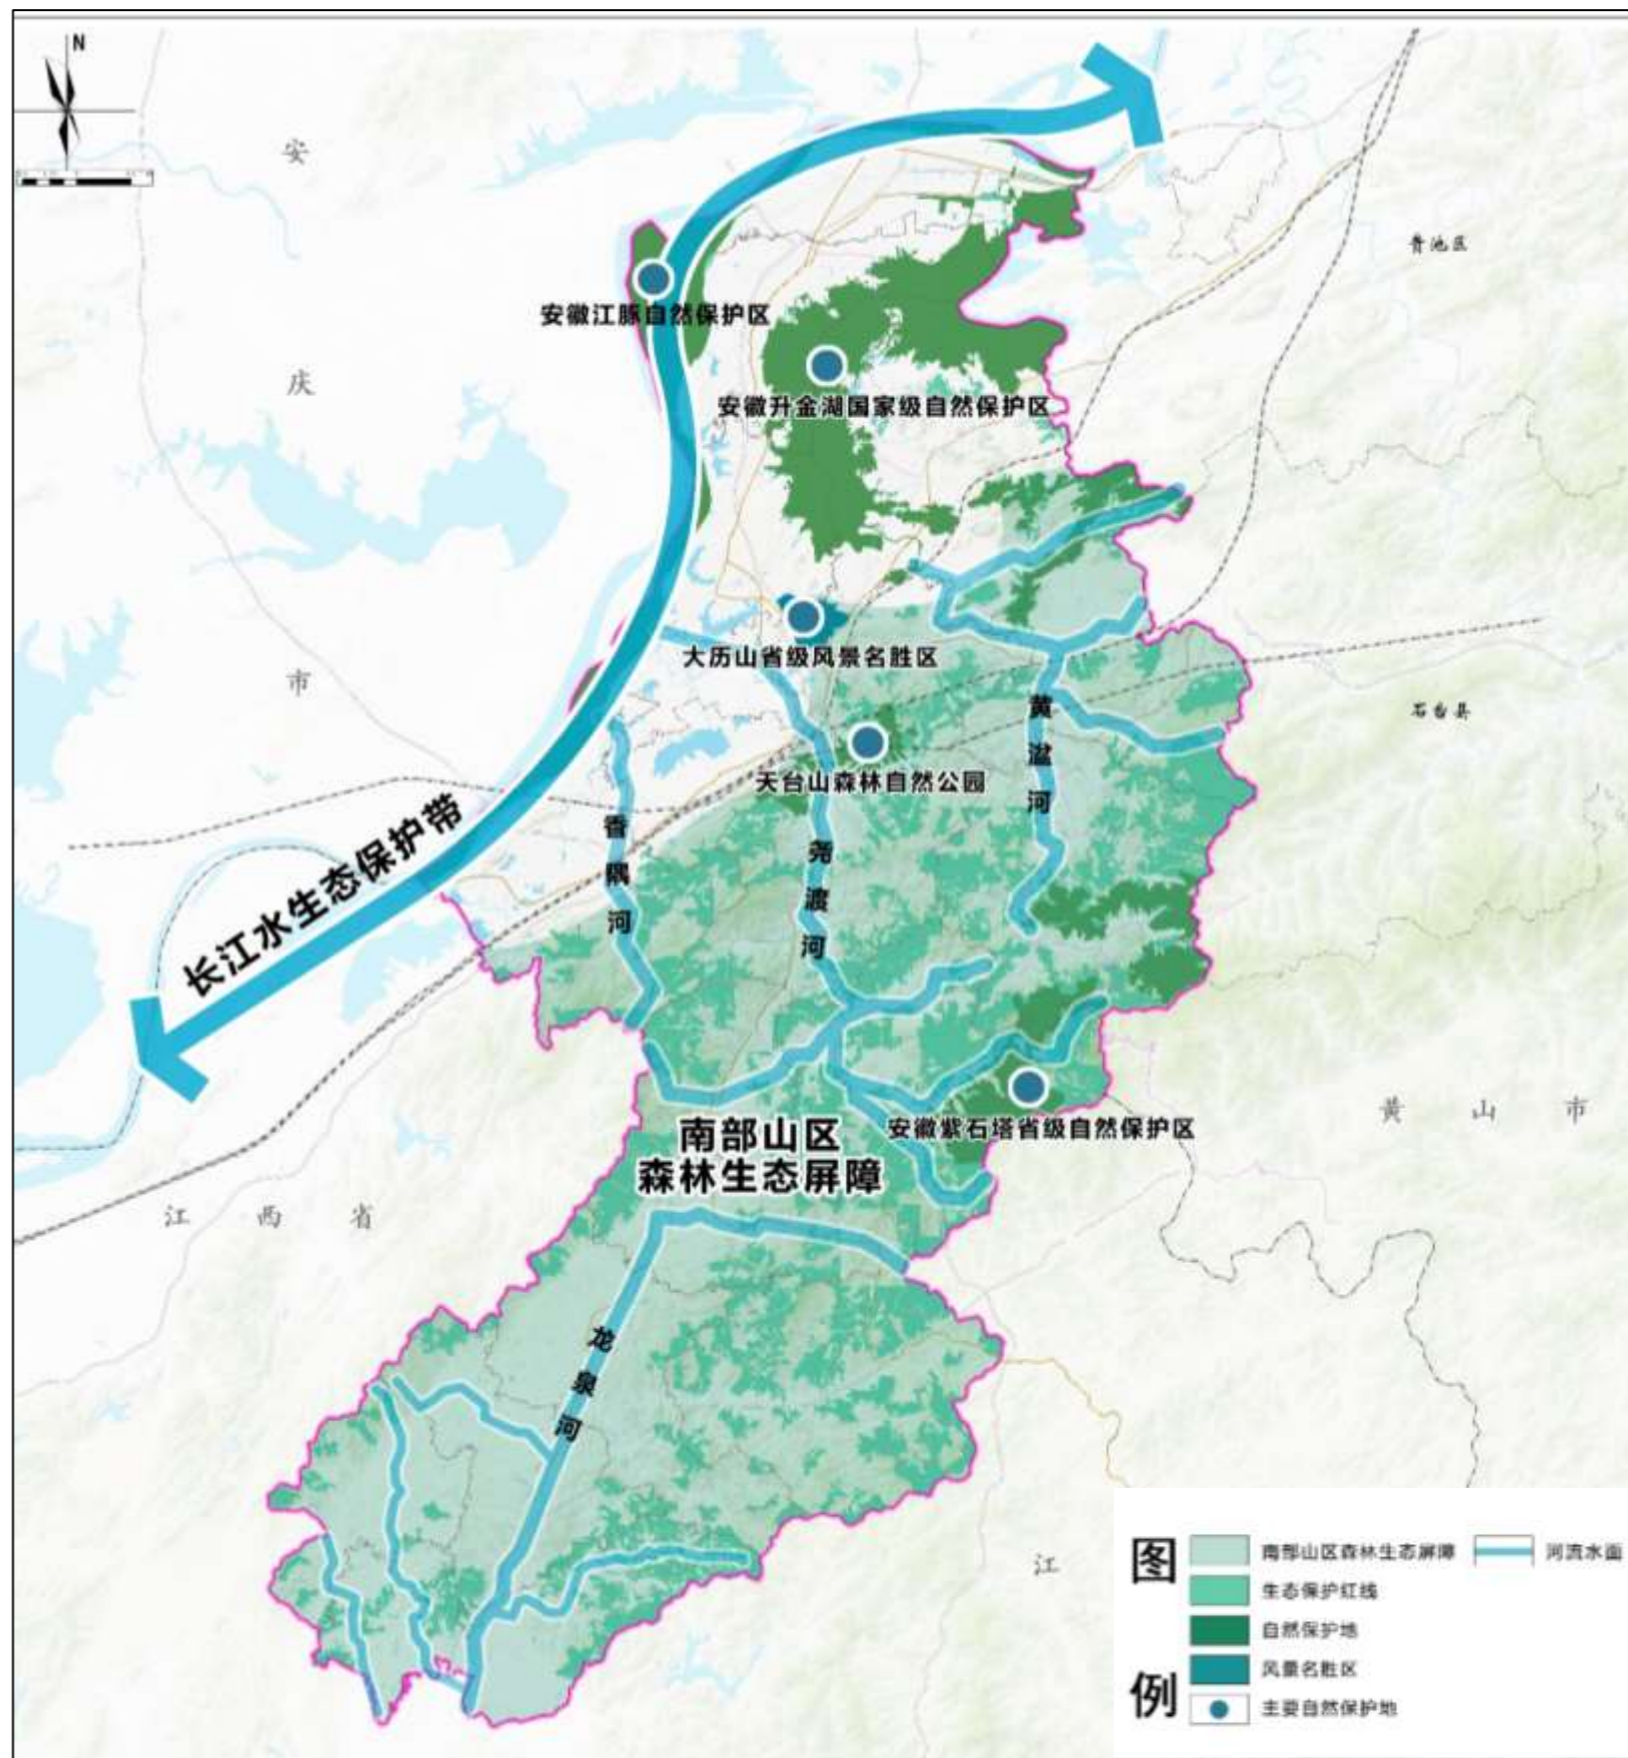 N
安
庆
市
贵池区
安徽江豚自然保护区
安徽升金湖国家级自然保护区
大历山省级风景名胜区
石台县
黄湓河
天台山森林自然公园
香隅河
尧渡河
长江水生态保护带
南部山区
森林生态屏障
安徽紫石塔省级自然保护区
黄山市
江西省
龙泉河
江
图例
南部山区森林生态屏障
河流水面
生态保护红线
自然保护地
风景名胜区
主要自然保护地